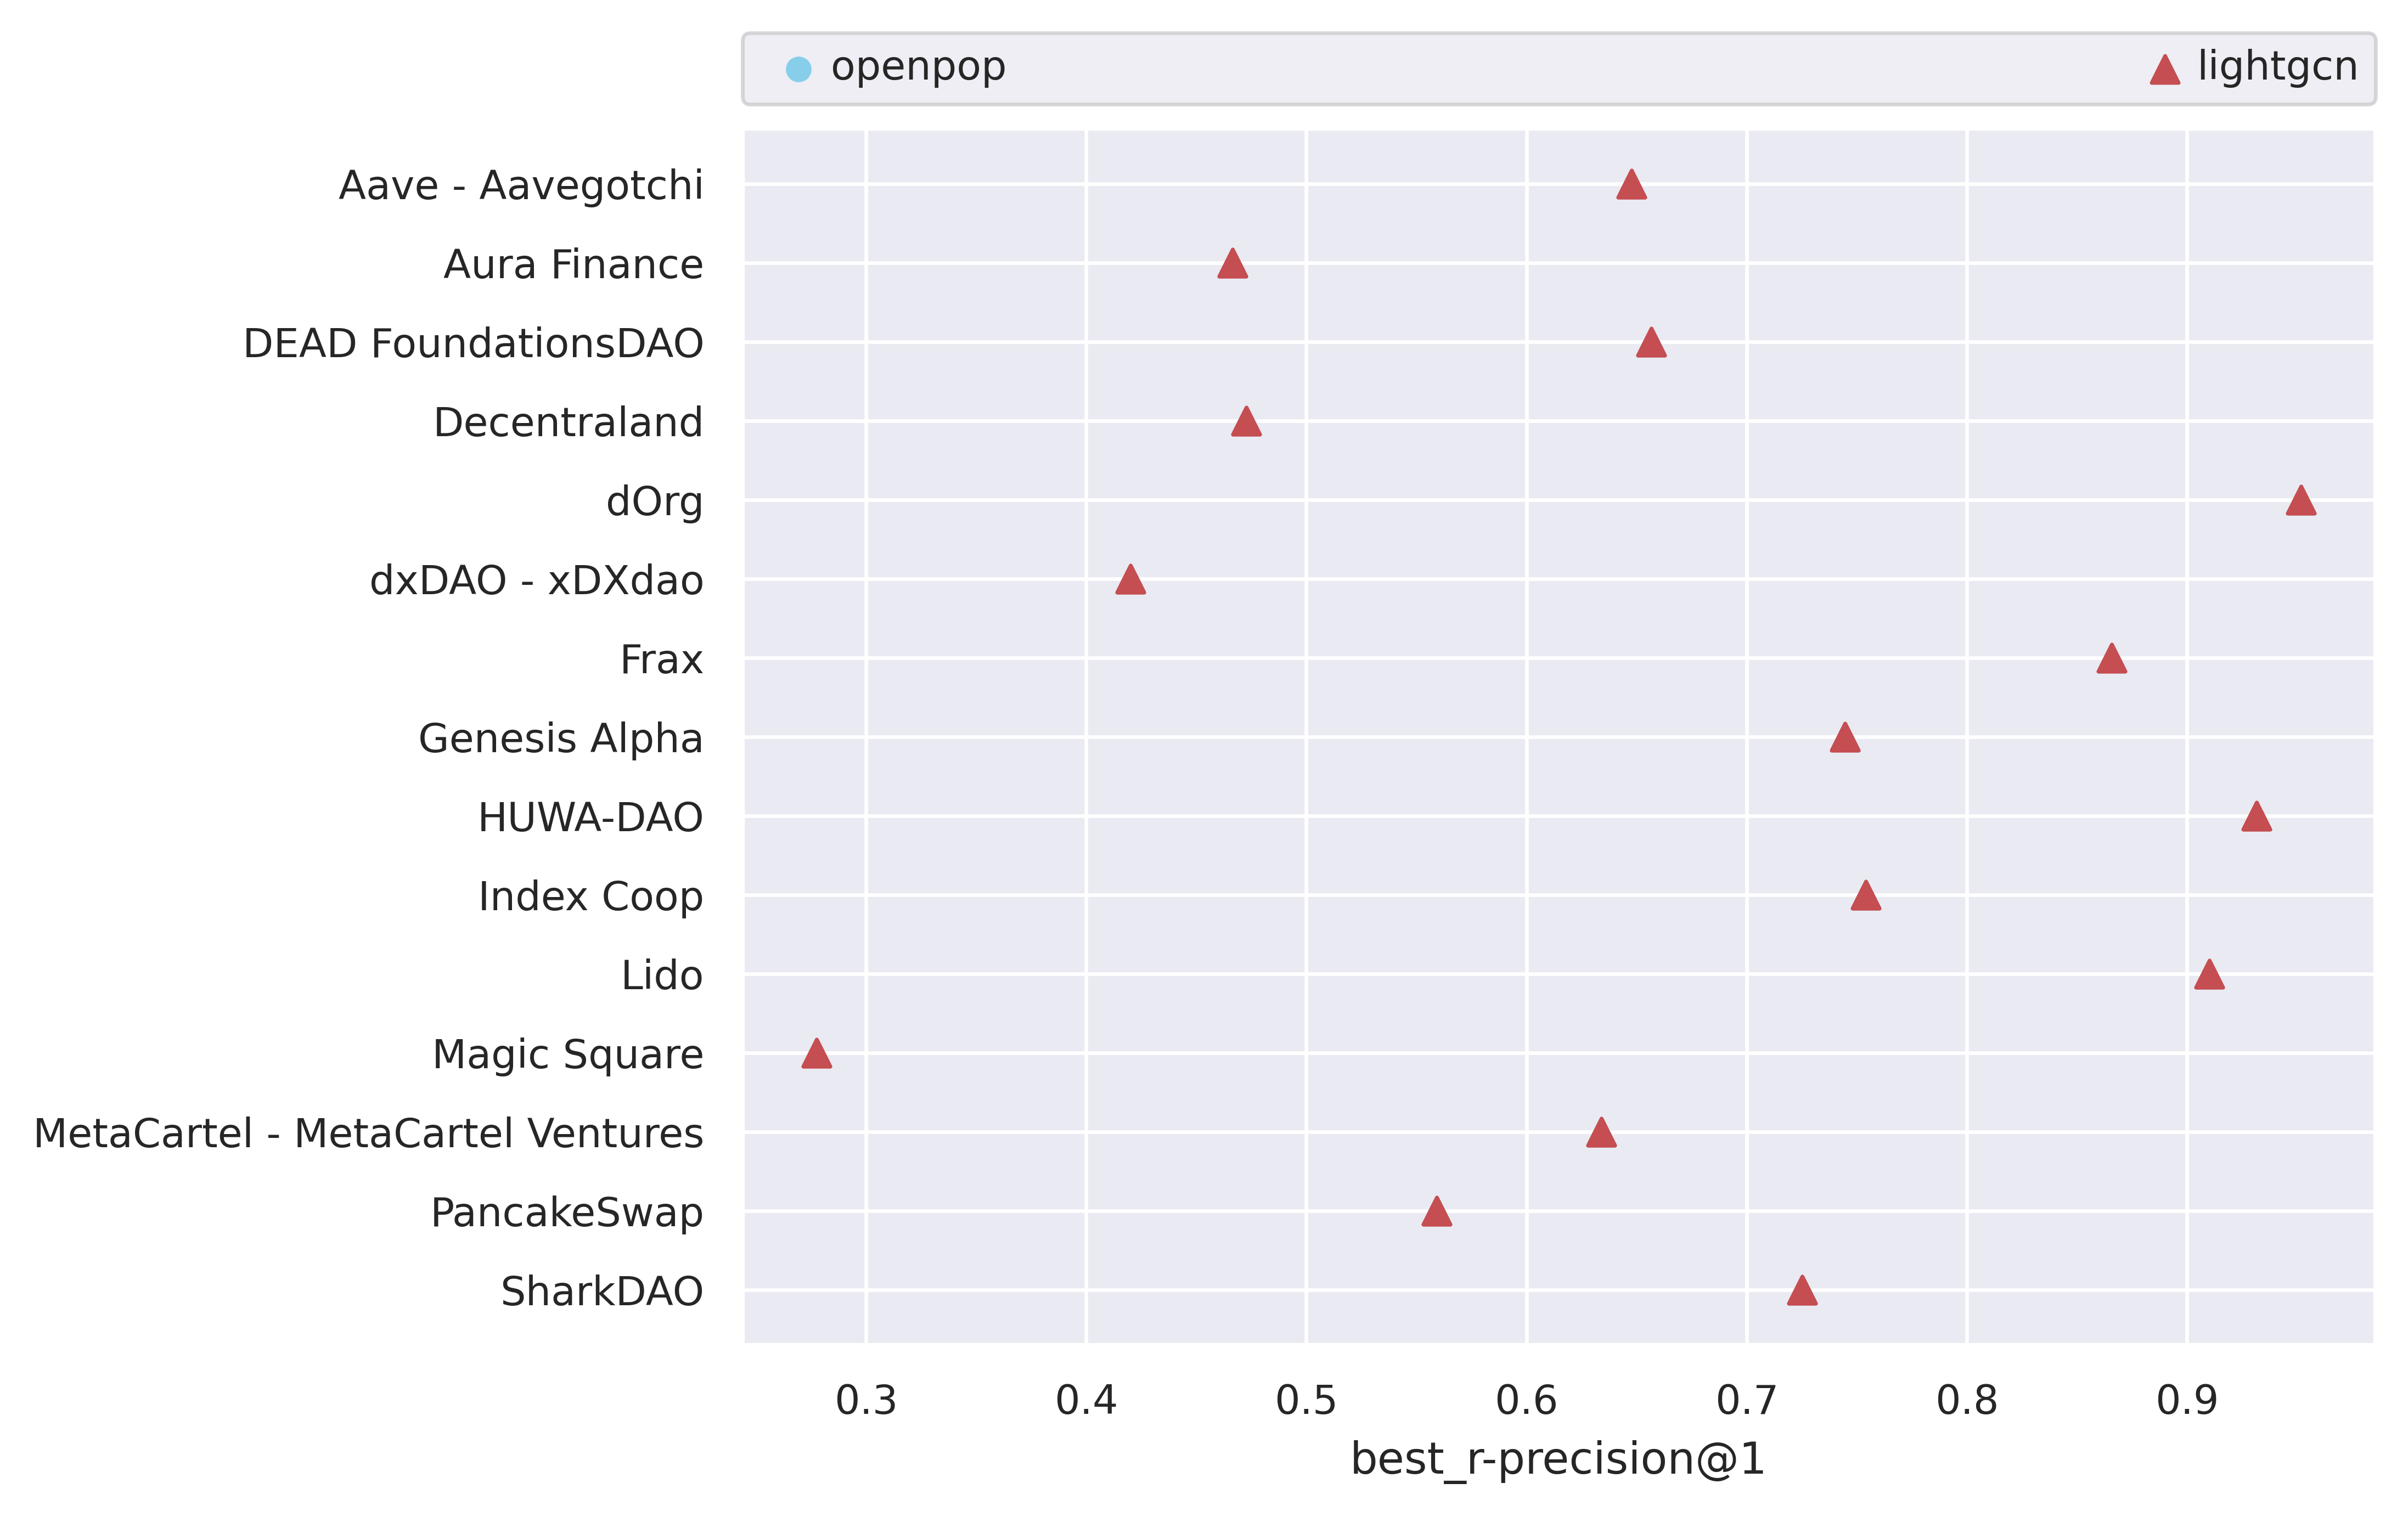 openpop
lightgcn
Aave - Aavegotchi
Aura Finance
DEAD FoundationsDAO
Decentraland
dOrg
dxDAO - xDXdao
Frax
Genesis Alpha
HUWA-DAO
Index Coop
Lido
Magic Square
MetaCartel - MetaCartel Ventures
PancakeSwap
SharkDAO
0.3 0.4 0.5 0.6 0.7 0.8 0.9
best_r-precision@1